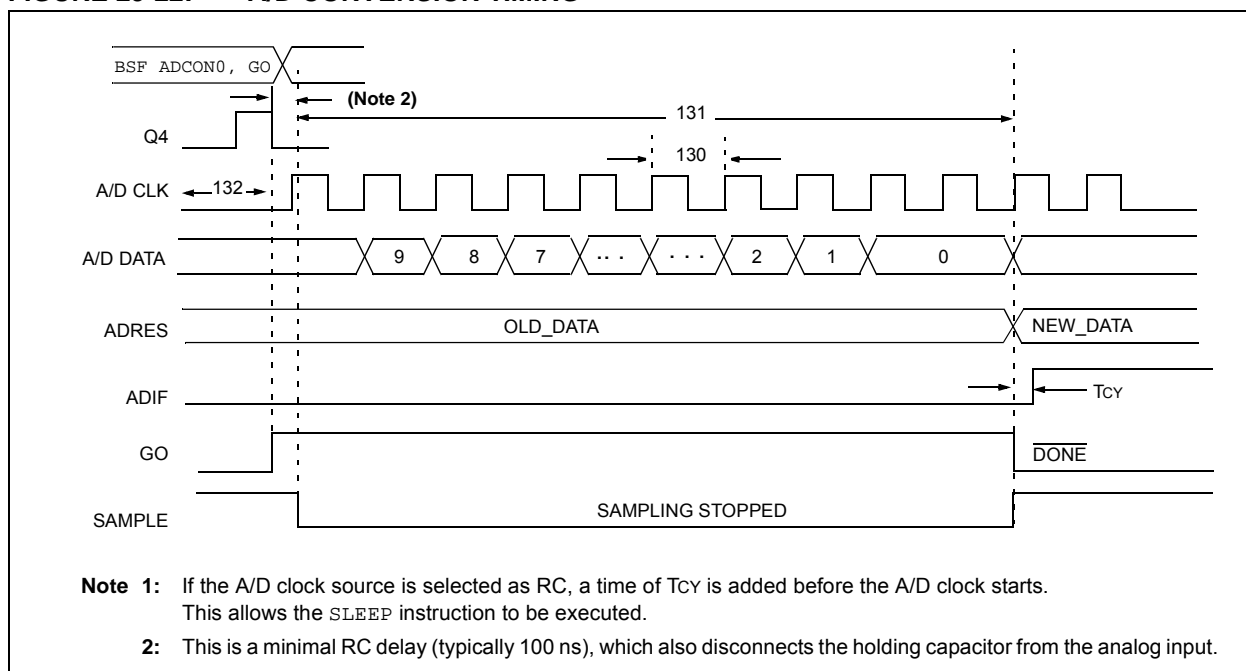 BSF ADCON0, GO
(Note 2)
131
Q4
130
A/D CLK
132
A/D DATA
9 8 7 . . . . . . 2 1 0
ADRES
OLD_DATA
NEW_DATA
ADIF
TCY
GO
DONE
SAMPLE
SAMPLING STOPPED
Note 1: If the A/D clock source is selected as RC, a time of TCY is added before the A/D clock starts.
This allows the SLEEP instruction to be executed.
2: This is a minimal RC delay (typically 100 ns), which also disconnects the holding capacitor from the analog input.